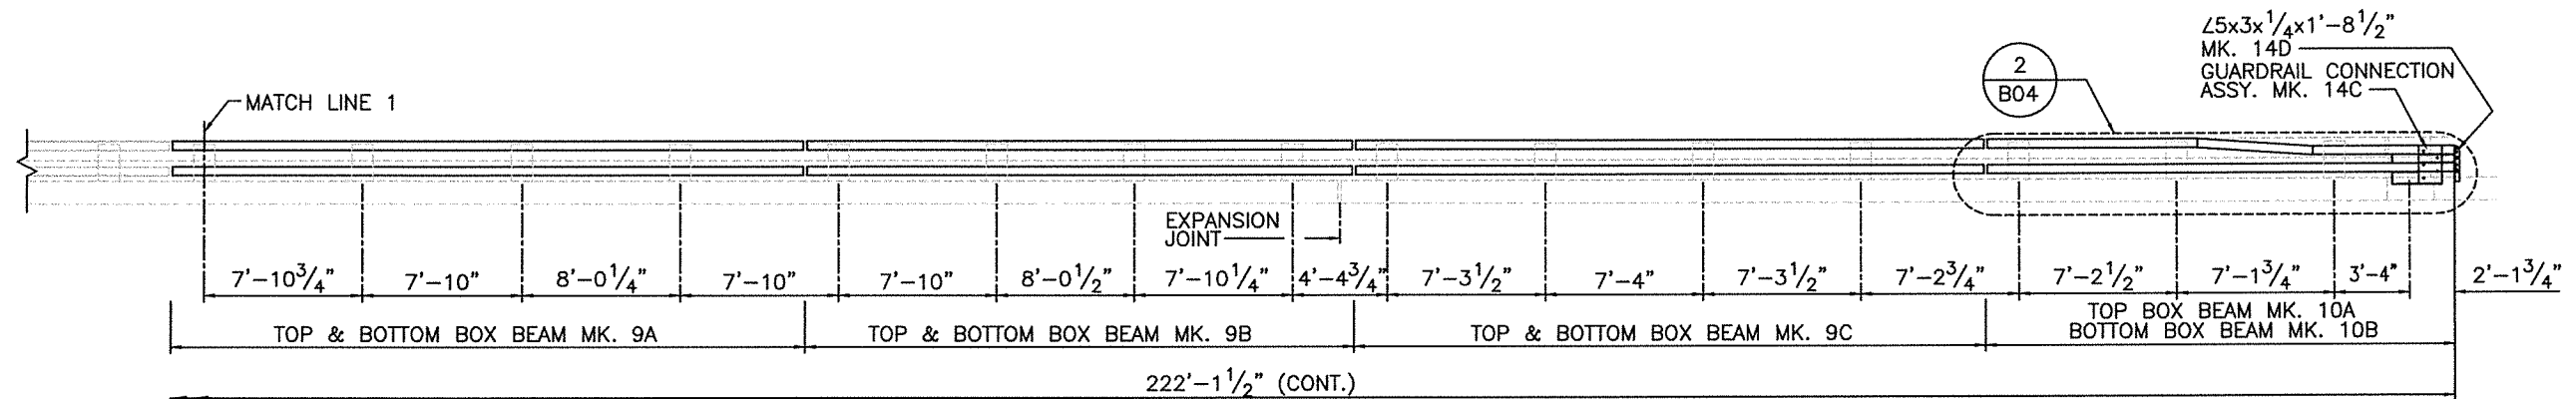 ∠5x3x1/4x1'-8 1/2"
MK. 14D
GUARDRAIL CONNECTION
ASSY. MK. 14C
2
B04
MATCH LINE 1
EXPANSION
JOINT
7'-10 3/4"
7'-10"
8'-0 1/4"
7'-10"
7'-10"
8'-0 1/2"
7'-10 1/4"
4'-4 3/4"
7'-3 1/2"
7'-4"
7'-3 1/2"
7'-2 3/4"
7'-2 1/2"
7'-1 3/4"
3'-4"
2'-1 3/4"
TOP & BOTTOM BOX BEAM MK. 9A
TOP & BOTTOM BOX BEAM MK. 9B
TOP & BOTTOM BOX BEAM MK. 9C
TOP BOX BEAM MK. 10A
BOTTOM BOX BEAM MK. 10B
222'-1 1/2" (CONT.)